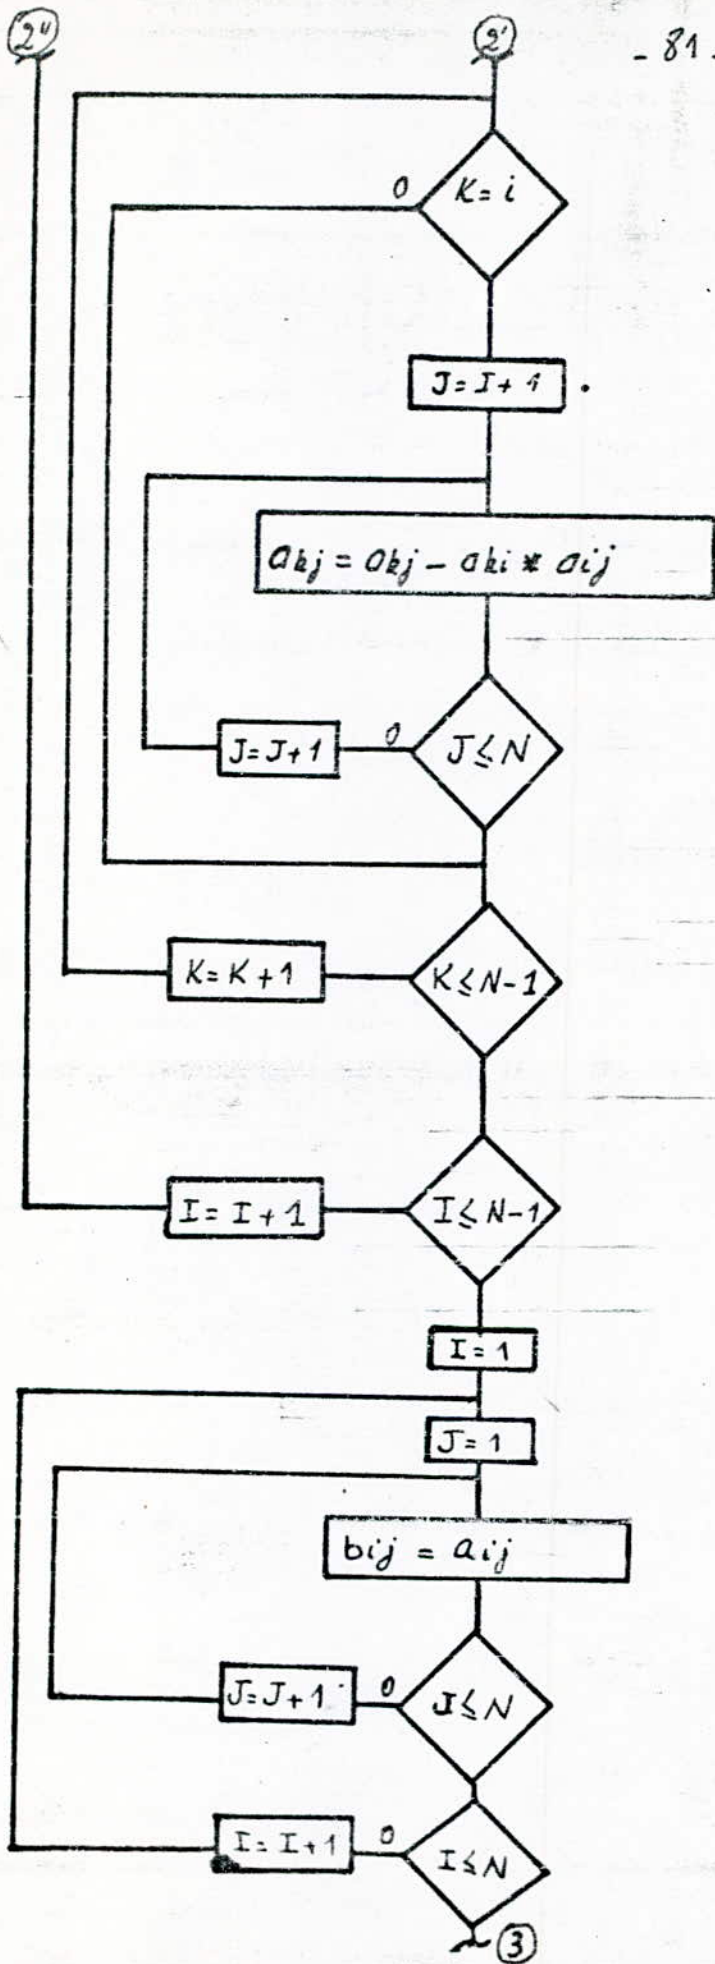 2"
2'
- 81 -
0
K = i
J = I + 1 .
akj = akj - aki * aij
J = J + 1
0
J ≤ N
K = K + 1
K ≤ N-1
I = I + 1
I ≤ N-1
I = 1
J = 1
bij = aij
J = J + 1
0
J ≤ N
I = I + 1
0
I ≤ N
3